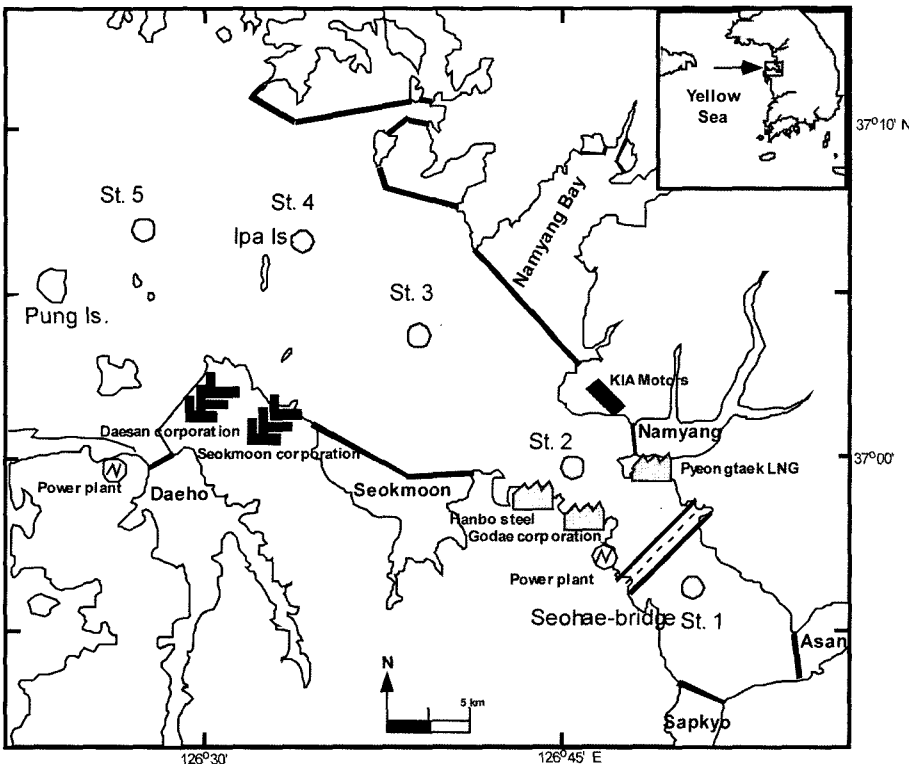 Yellow
Sea
37°10' N
St. 5
St. 4
Ipa Is
Namyang Bay
St. 3
Pung Is.
KIA Motors
Daesan corporation
Seokmoon corporation
St. 2
Namyang
Pyeongtaek LNG
37°00'
Power plant
Daeho
Seokmoon
Hanbo steel
Godae corporation
Power plant
Seohae-bridge
St. 1
Asan
N
5 km
Sapkyo
126°30'
126°45' E